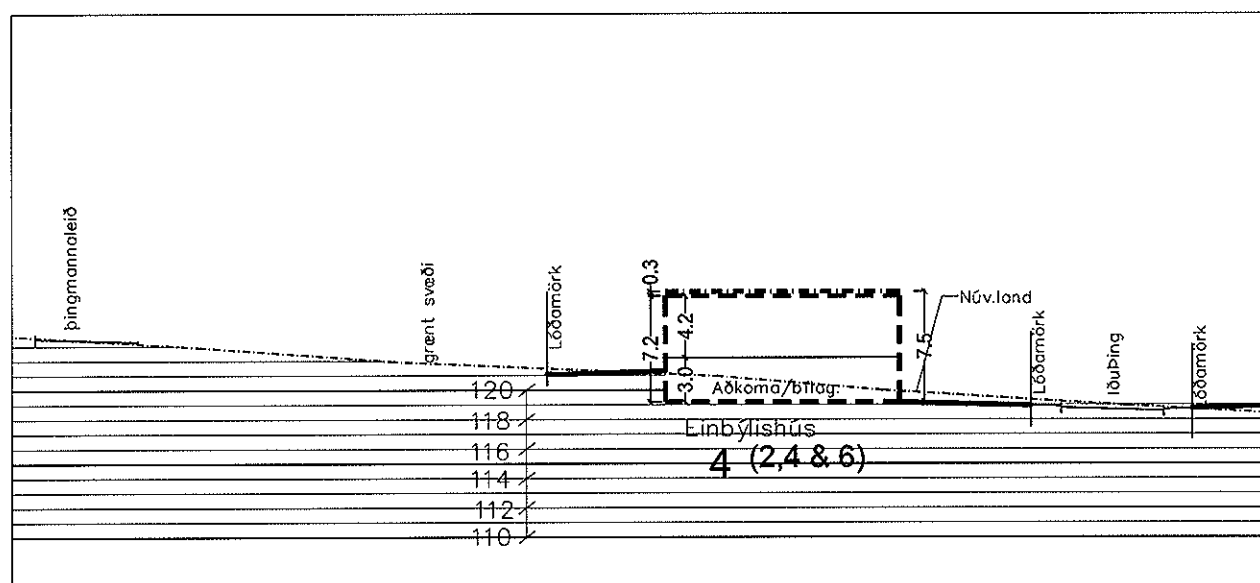 Þingmannaleið
grænt svæði
Lóðamörk
0.3
7.2
4.2
3.0
7.5
Núv.land
Aðkoma/bílag.
Lóðamörk
Iðuþing
Lóðamörk
120
118
116
114
112
110
Einbýlishús
4 (2,4 & 6)